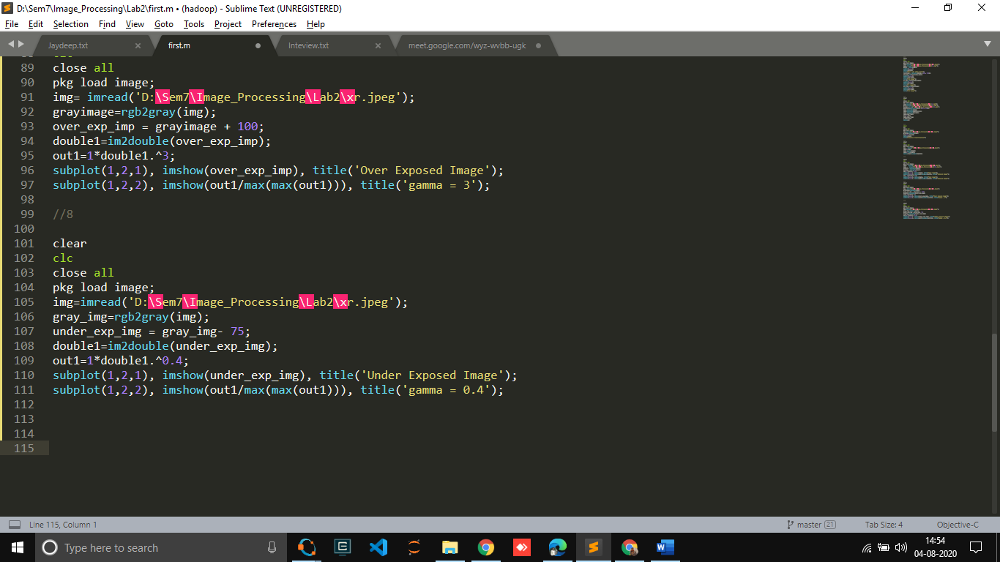 D:\Sem7\Image_Processing\Lab2\first.m • (hadoop) - Sublime Text (UNREGISTERED)
File Edit Selection Find View Goto Tools Project Preferences Help
Jaydeep.txt first.m Inteview.txt meet.google.com/wyz-wvbb-ugk
89 close all
90 pkg load image;
91 img= imread('D:\Sem7\Image_Processing\Lab2\xr.jpeg');
92 grayimage=rgb2gray(img);
93 over_exp_imp = grayimage + 100;
94 double1=im2double(over_exp_imp);
95 out1=1*double1.^3;
96 subplot(1,2,1), imshow(over_exp_imp), title('Over Exposed Image');
97 subplot(1,2,2), imshow(out1/max(max(out1))), title('gamma = 3');
98
99 //8
100
101 clear
102 clc
103 close all
104 pkg load image;
105 img=imread('D:\Sem7\Image_Processing\Lab2\xr.jpeg');
106 gray_img=rgb2gray(img);
107 under_exp_img = gray_img- 75;
108 double1=im2double(under_exp_img);
109 out1=1*double1.^0.4;
110 subplot(1,2,1), imshow(under_exp_img), title('Under Exposed Image');
111 subplot(1,2,2), imshow(out1/max(max(out1))), title('gamma = 0.4');
112
113
114
115
Line 115, Column 1 master 21 Tab Size: 4 Objective-C
Type here to search
14:54
04-08-2020